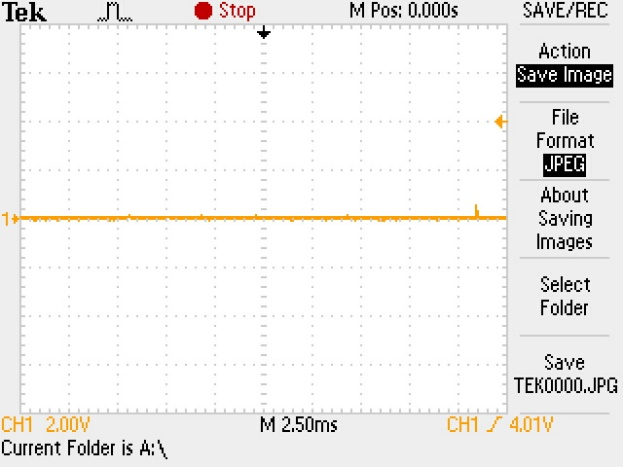 Tek Stop M Pos: 0.000s SAVE/REC
Action
Save Image
File
Format
JPEG
About
Saving
Images
Select
Folder
Save
TEK0000.JPG
1
CH1 2.00V M 2.50ms CH1 4.01V
Current Folder is A:\